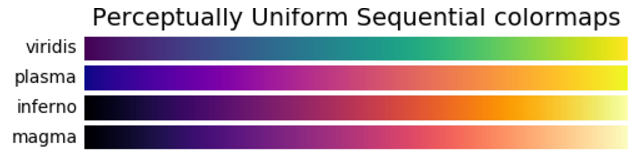 Perceptually Uniform Sequential colormaps
viridis
plasma
inferno
magma